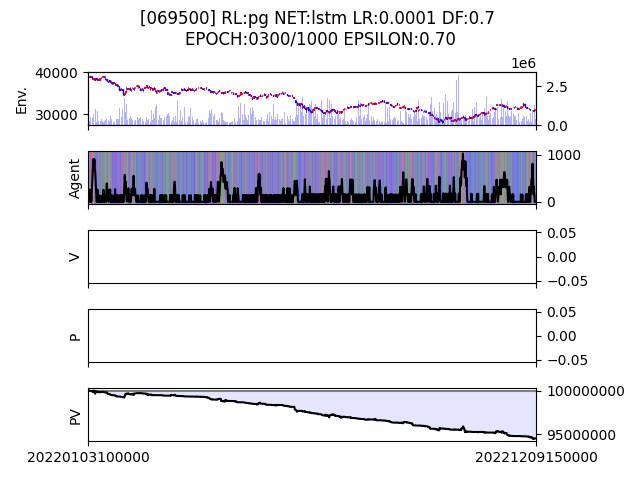 [069500] RL:pg NET:lstm LR:0.0001 DF:0.7
EPOCH:0300/1000 EPSILON:0.70
1e6
Env.
40000
30000
2.5
0.0
Agent
1000
0
V
0.05
0.00
−0.05
P
0.05
0.00
−0.05
PV
100000000
95000000
20220103100000
20221209150000